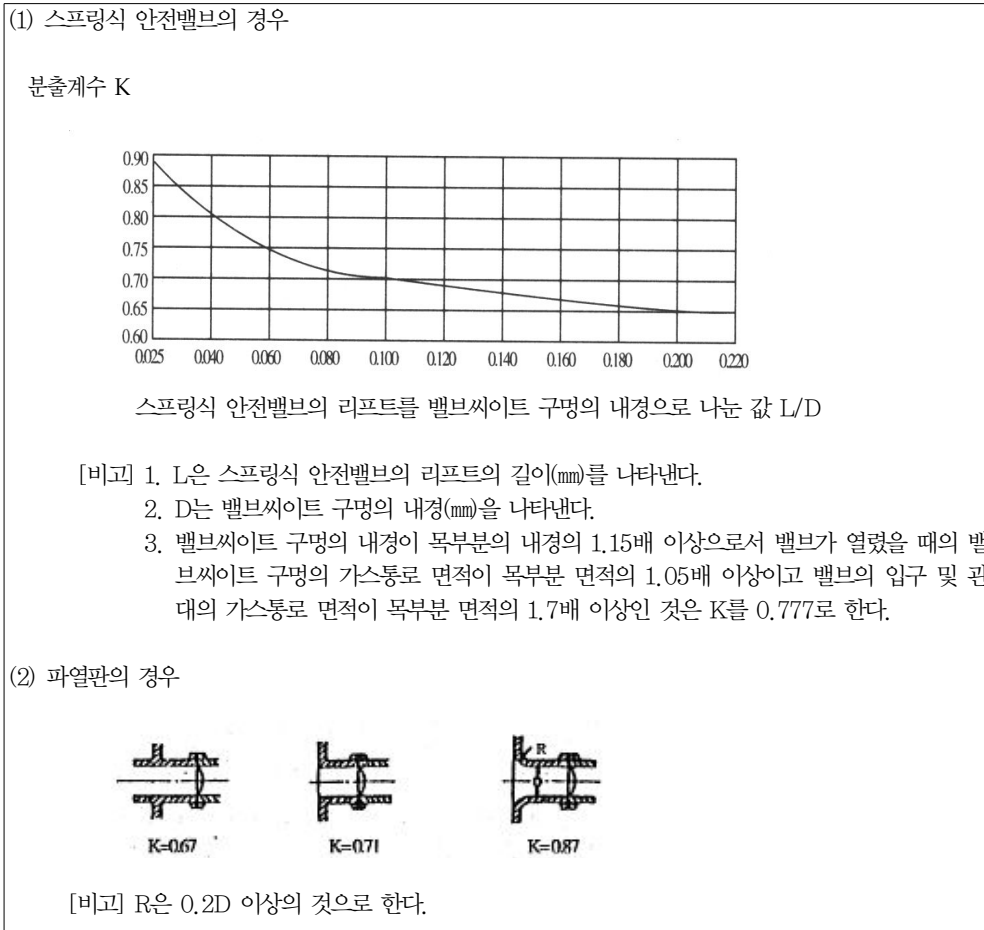 (1) 스프링식 안전밸브의 경우
분출계수 K
0.90
0.85
0.80
0.75
0.70
0.65
0.60
0.025 0.040 0.060 0.080 0.100 0.120 0.140 0.160 0.180 0.200 0.220
스프링식 안전밸브의 리프트를 밸브씨이트 구멍의 내경으로 나눈 값 L/D
[비고] 1. L은 스프링식 안전밸브의 리프트의 길이(㎜)를 나타낸다.
2. D는 밸브씨이트 구멍의 내경(㎜)을 나타낸다.
3. 밸브씨이트 구멍의 내경이 목부분의 내경의 1.15배 이상으로서 밸브가 열렸을 때의 밸
브씨이트 구멍의 가스통로 면적이 목부분 면적의 1.05배 이상이고 밸브의 입구 및 관
대의 가스통로 면적이 목부분 면적의 1.7배 이상인 것은 K를 0.777로 한다.
(2) 파열판의 경우
R
D
K=0.67 K=0.71 K=0.87
[비고] R은 0.2D 이상의 것으로 한다.